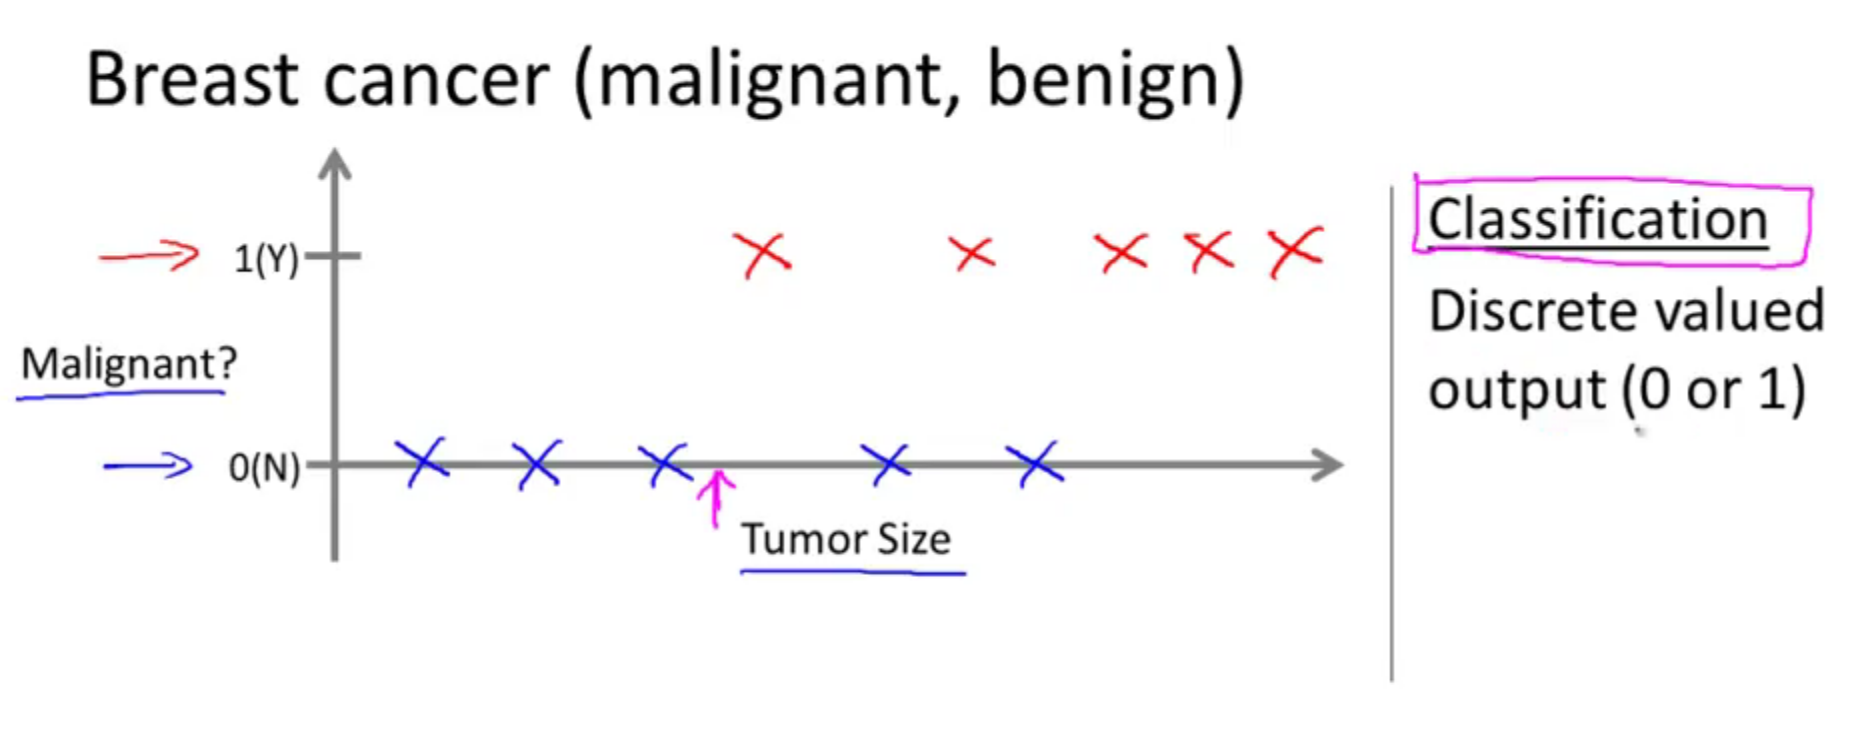 Breast cancer (malignant, benign)
1(Y)
Malignant?
0(N)
Tumor Size
Classification
Discrete valued
output (0 or 1)